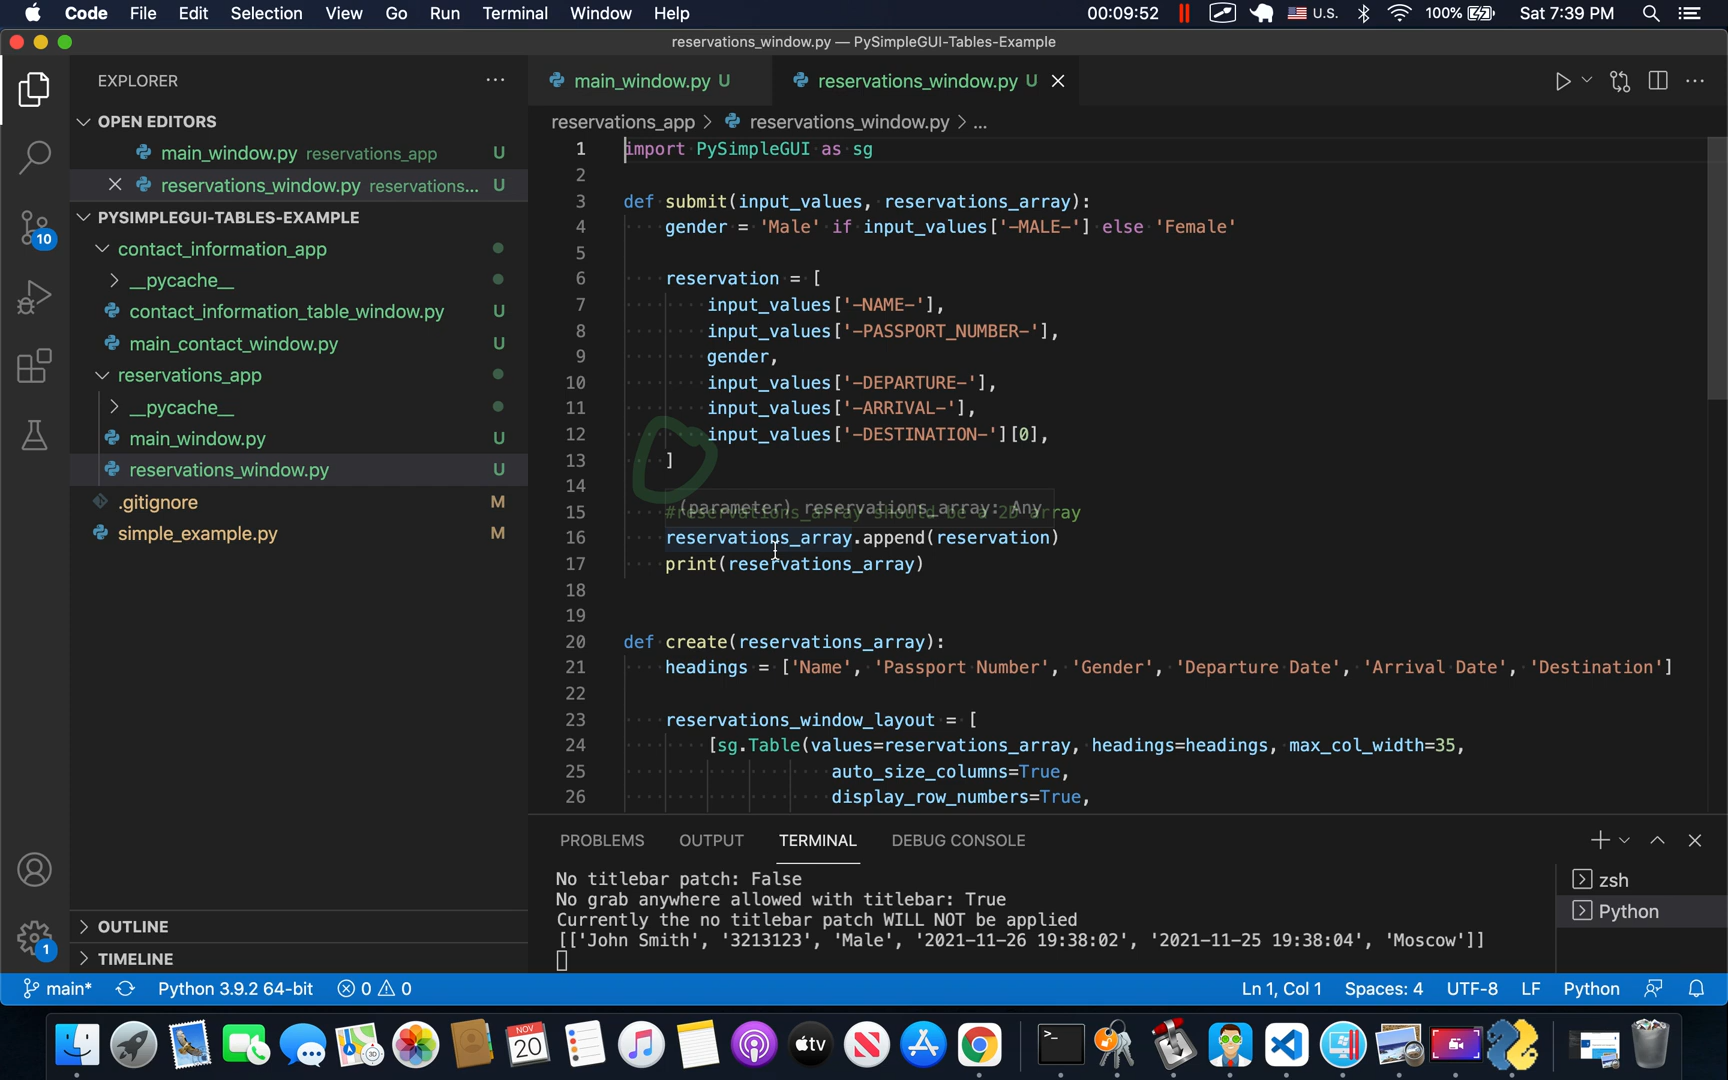 Code File Edit Selection View Go Run Terminal Window Help 00:09:52 U.S. 100% Sat 7:39 PM
reservations_window.py — PySimpleGUI-Tables-Example
EXPLORER
OPEN EDITORS
main_window.py reservations_app U
reservations_window.py reservations... U
PYSIMPLEGUI-TABLES-EXAMPLE
contact_information_app
__pycache__
contact_information_table_window.py U
main_contact_window.py U
reservations_app
__pycache__
main_window.py U
reservations_window.py U
.gitignore M
simple_example.py M
OUTLINE
TIMELINE
10
1
main_window.py U reservations_window.py U
reservations_app > reservations_window.py > ...
1 import PySimpleGUI as sg
2
3 def submit(input_values, reservations_array):
4 gender = 'Male' if input_values['-MALE-'] else 'Female'
5
6 reservation = [
7 input_values['-NAME-'],
8 input_values['-PASSPORT_NUMBER-'],
9 gender,
10 input_values['-DEPARTURE-'],
11 input_values['-ARRIVAL-'],
12 input_values['-DESTINATION-'][0],
13 ]
14
(parameter) reservations_array: Any
15 #reservations_array should be a 2D array
16 reservations_array.append(reservation)
17 print(reservations_array)
18
19
20 def create(reservations_array):
21 headings = ['Name', 'Passport Number', 'Gender', 'Departure Date', 'Arrival Date', 'Destination']
22
23 reservations_window_layout = [
24 [sg.Table(values=reservations_array, headings=headings, max_col_width=35,
25 auto_size_columns=True,
26 display_row_numbers=True,
PROBLEMS OUTPUT TERMINAL DEBUG CONSOLE
No titlebar patch: False
No grab anywhere allowed with titlebar: True
Currently the no titlebar patch WILL NOT be applied
[['John Smith', '3213123', 'Male', '2021-11-26 19:38:02', '2021-11-25 19:38:04', 'Moscow']]
zsh
Python
main* Python 3.9.2 64-bit 0 0 Ln 1, Col 1 Spaces: 4 UTF-8 LF Python
NOV
20
tv